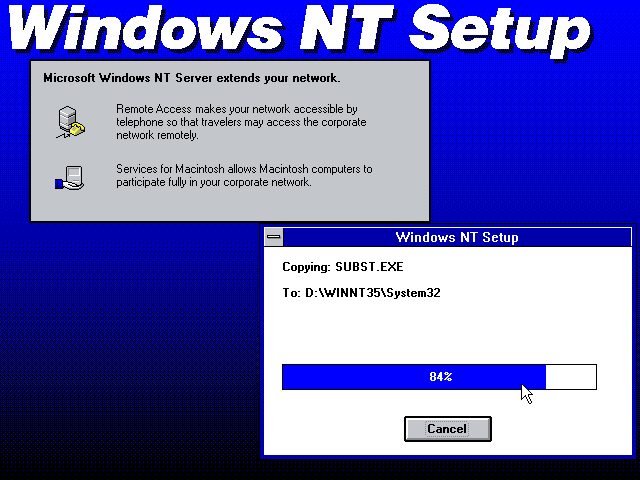 Windows NT Setup
Microsoft Windows NT Server extends your network.
Remote Access makes your network accessible by
telephone so that travelers may access the corporate
network remotely.
Services for Macintosh allows Macintosh computers to
participate fully in your corporate network.
Windows NT Setup
Copying: SUBST.EXE
To: D:\WINNT35\System32
84%
Cancel